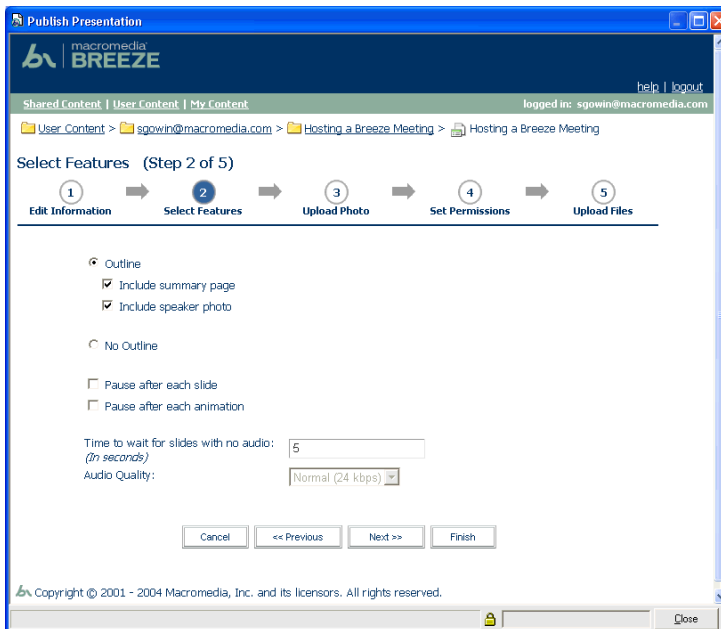 Publish Presentation
macromedia
BREEZE
help | logout
Shared Content | User Content | My Content logged in: sgowin@macromedia.com
User Content > sgowin@macromedia.com > Hosting a Breeze Meeting > Hosting a Breeze Meeting
Select Features (Step 2 of 5)
1 2 3 4 5
Edit Information Select Features Upload Photo Set Permissions Upload Files
Outline
Include summary page
Include speaker photo
No Outline
Pause after each slide
Pause after each animation
Time to wait for slides with no audio: 5
(In seconds)
Audio Quality: Normal (24 kbps)
Cancel << Previous Next >> Finish
Copyright © 2001 - 2004 Macromedia, Inc. and its licensors. All rights reserved.
Close